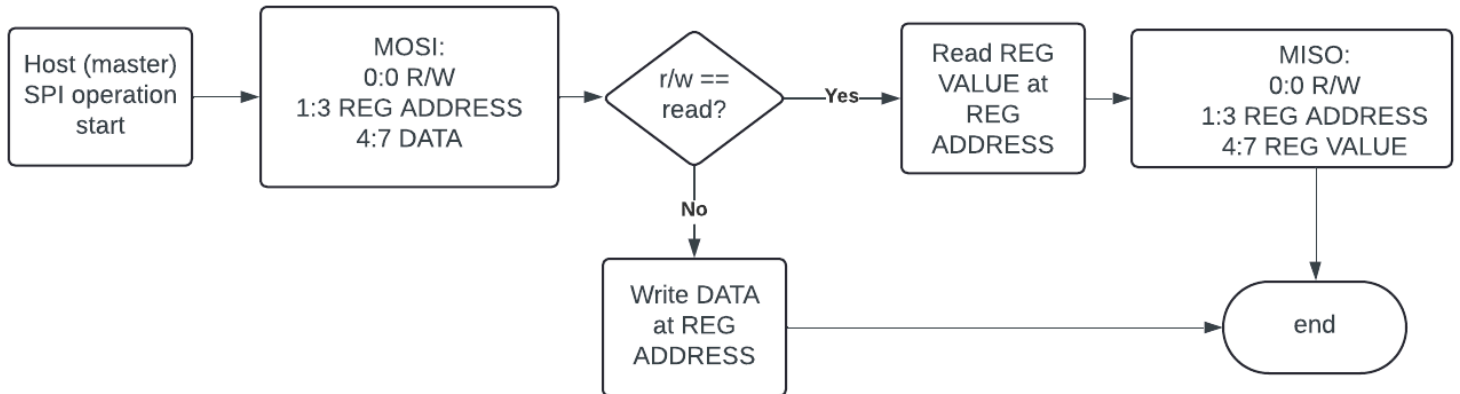 Host (master)
SPI operation
start
MOSI:
0:0 R/W
1:3 REG ADDRESS
4:7 DATA
r/w ==
read?
Yes
Read REG
VALUE at
REG
ADDRESS
MISO:
0:0 R/W
1:3 REG ADDRESS
4:7 REG VALUE
No
Write DATA
at REG
ADDRESS
end